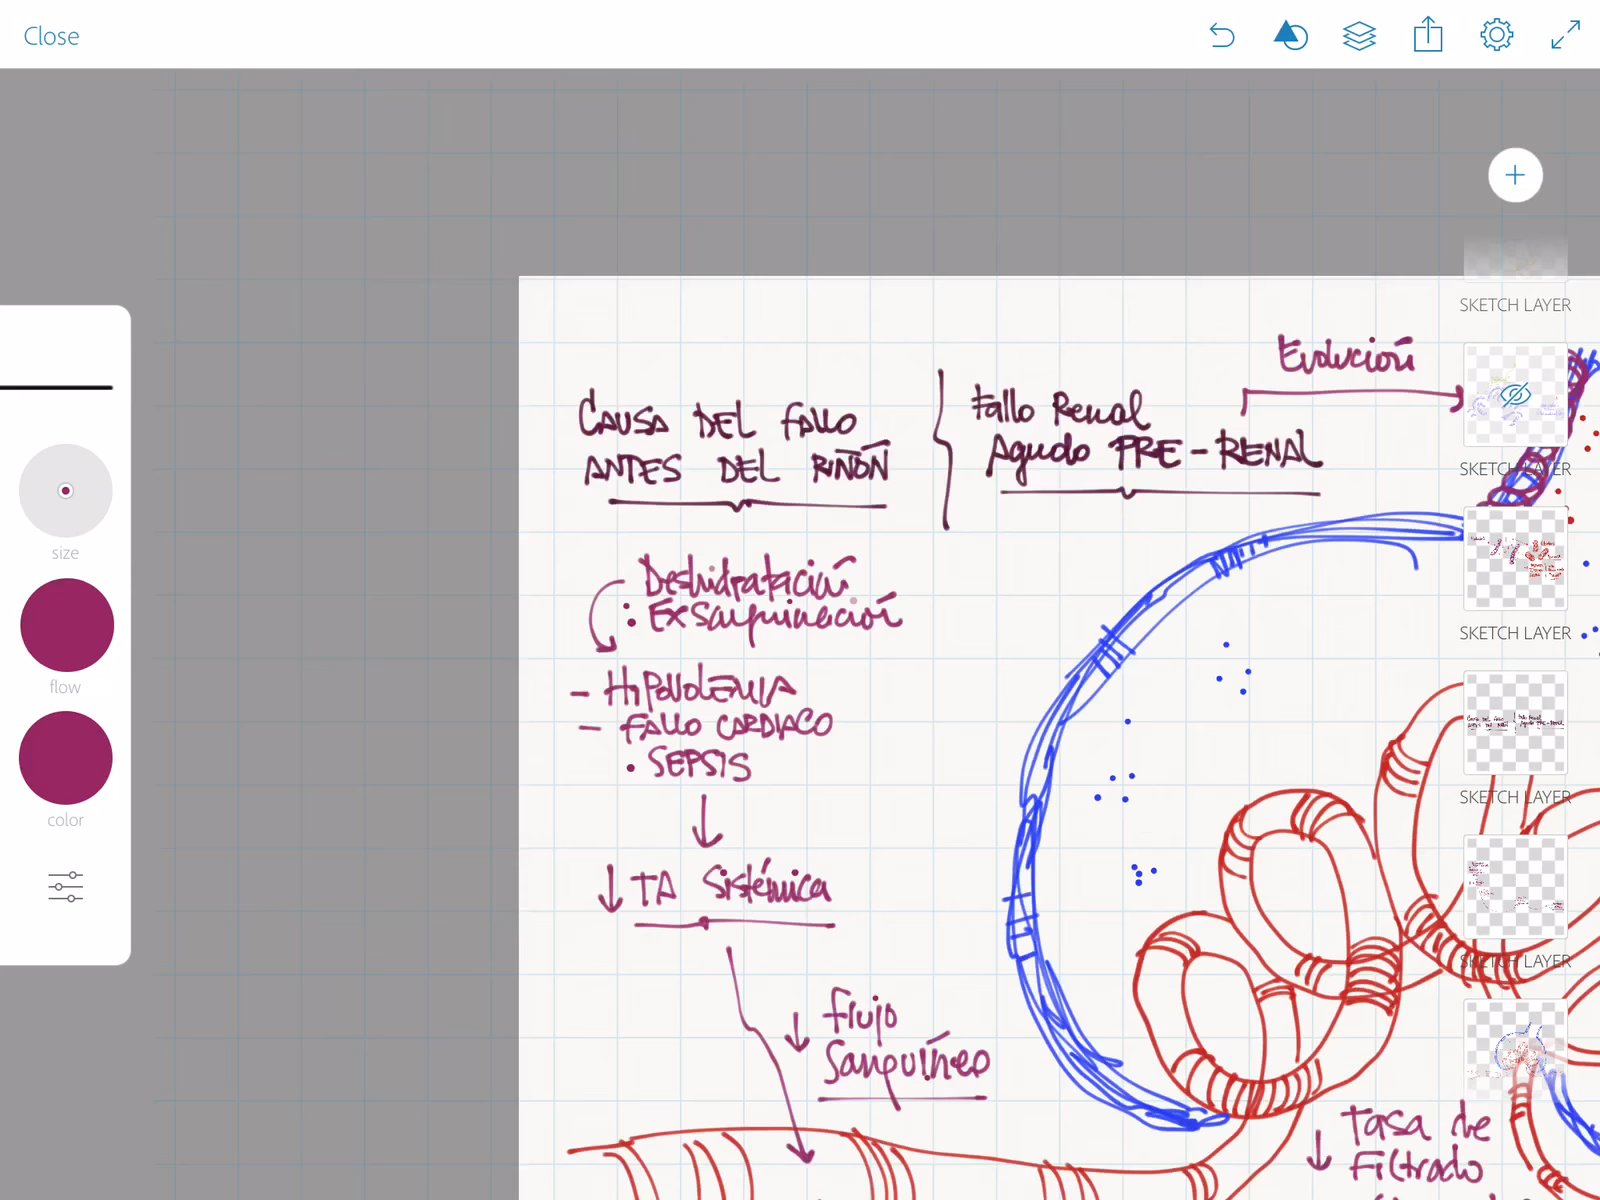 Close
SKETCH LAYER
Evolución
CAUSA DEL fallo
ANTES DEL RIÑÓN
Fallo Renal
Agudo PRE-RENAL
SKETCH LAYER
size
Deshidratación
: Exsanguinación
SKETCH LAYER
flow
- HIPOVOLEMIA
- FALLO CARDIACO
• SEPSIS
SKETCH LAYER
color
↓ TA Sistémica
SKETCH LAYER
↓ flujo
Sanguíneo
↓ Tasa de
Filtrado